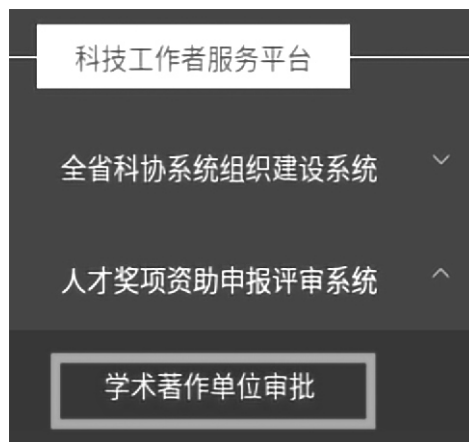 科技工作者服务平台
全省科协系统组织建设系统
人才奖项资助申报评审系统
学术著作单位审批